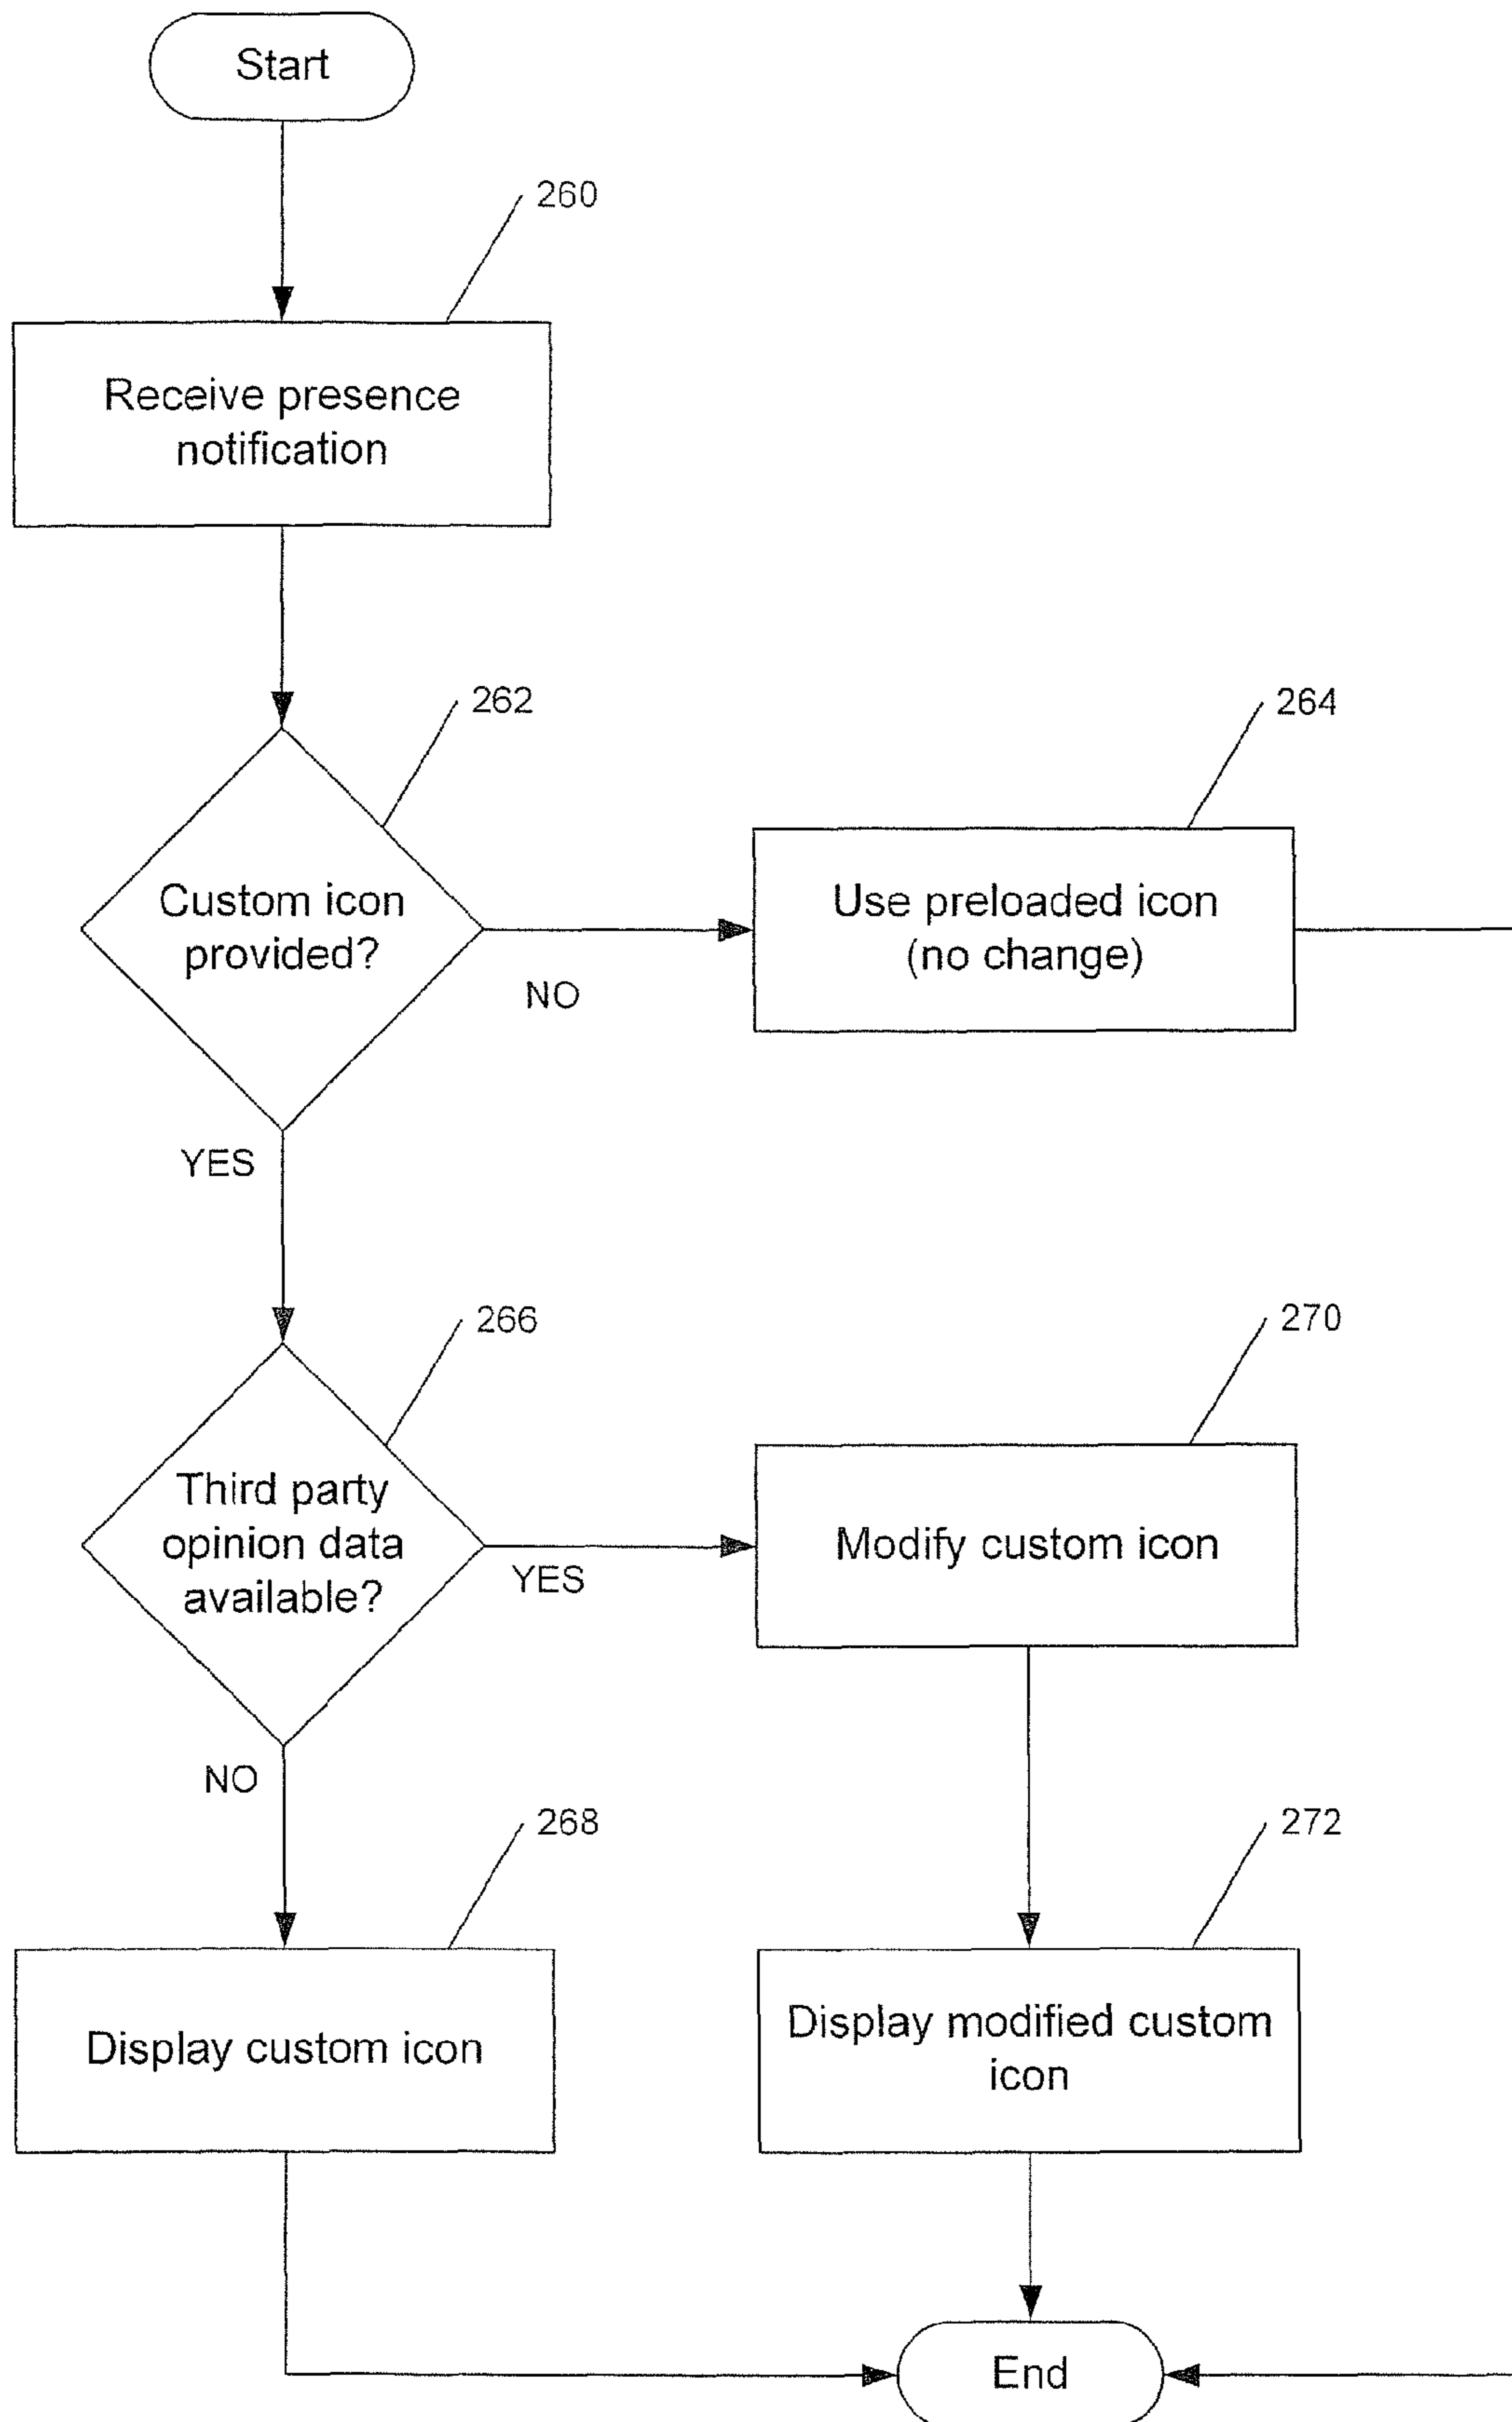 Start
260
Receive presence
notification
262
264
Custom icon
provided?
Use preloaded icon
(no change)
NO
YES
266
270
Third party
opinion data
available?
Modify custom icon
YES
NO
268
272
Display custom icon
Display modified custom
icon
End